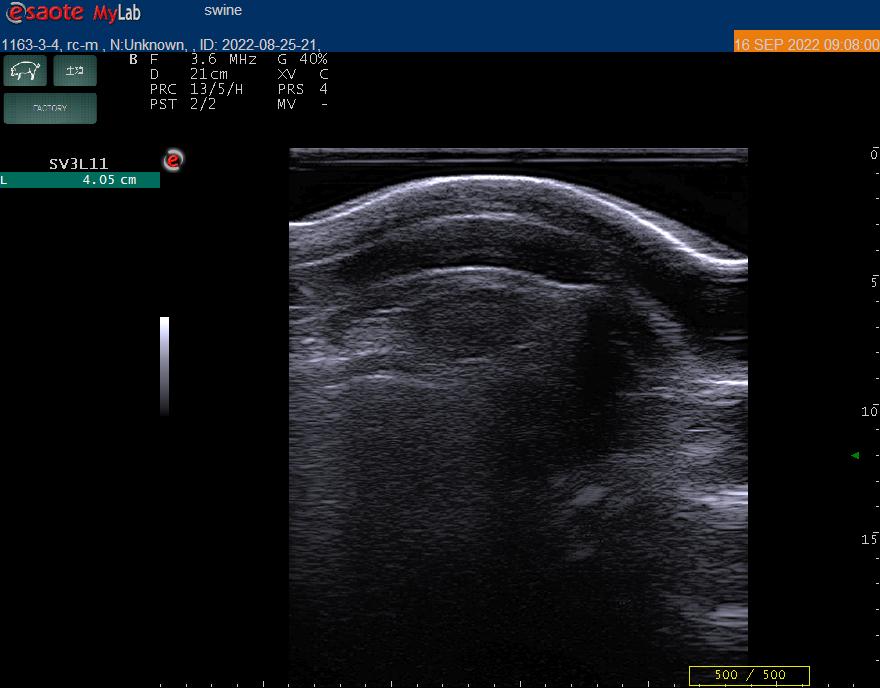 esaote MyLab
swine
1163-3-4, rc-m , N:Unknown, , ID: 2022-08-25-21,
16 SEP 2022 09:08:00
B F 3.6 MHz G 40%
D 21cm XV C
PRC 13/5/H PRS 4
PST 2/2 MV -
土猪
FACTORY
SV3L11
L 4.05 cm
e
0
5
10
15
500 / 500